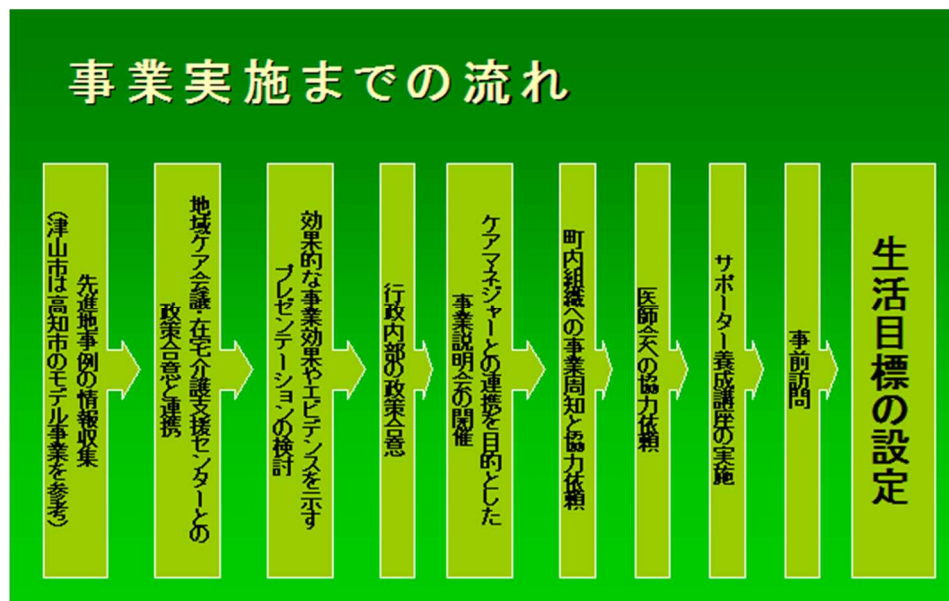 事業実施までの流れ
先進地事例の情報収集
（津山市は高知市のモデル事業を参考）
地域ケア会議・在宅介護支援センターとの
政策合意と連携
効果的な事業効果やエビデンスを示す
プレゼンテーションの検討
行政内部の政策合意
ケアマネジャーとの連携を目的とした
事業説明会の開催
町内組織への事業周知と協力依頼
医師会への協力依頼
サポーター養成講座の実施
事前訪問
生活目標の設定